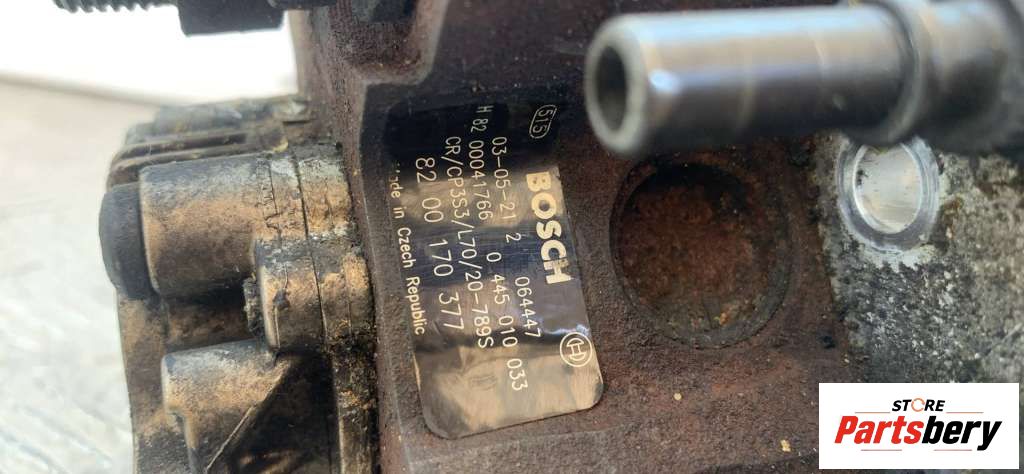 BOSCH
515
03-05-21 2 064447
H 82 00041766 0 445 010 033
CR/CP3S3/L70/20-789S
82 00 170 377
Made in Czech Republic
H
STORE
Partsbery